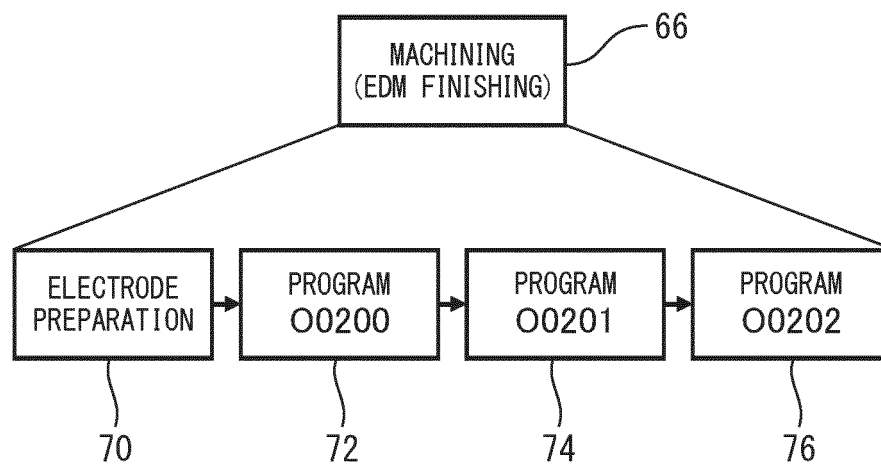 MACHINING
(EDM FINISHING)
66
ELECTRODE
PREPARATION
PROGRAM
O0200
PROGRAM
O0201
PROGRAM
O0202
70
72
74
76